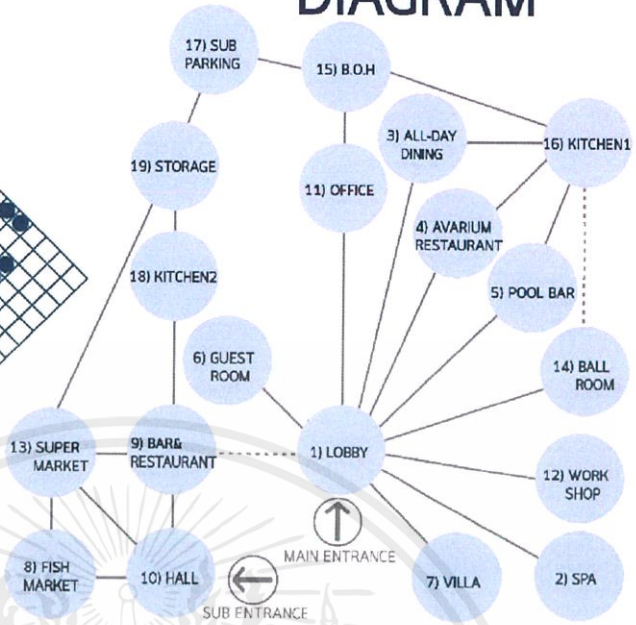 DIAGRAM
17) SUB
PARKING
15) B.O.H
3) ALL-DAY
DINING
16) KITCHEN1
19) STORAGE
11) OFFICE
4) AVARIUM
RESTAURANT
18) KITCHEN2
5) POOL BAR
6) GUEST
ROOM
14) BALL
ROOM
13) SUPER
MARKET
9) BAR&
RESTAURANT
1) LOBBY
12) WORK
SHOP
MAIN ENTRANCE
8) FISH
MARKET
10) HALL
7) VILLA
2) SPA
SUB ENTRANCE